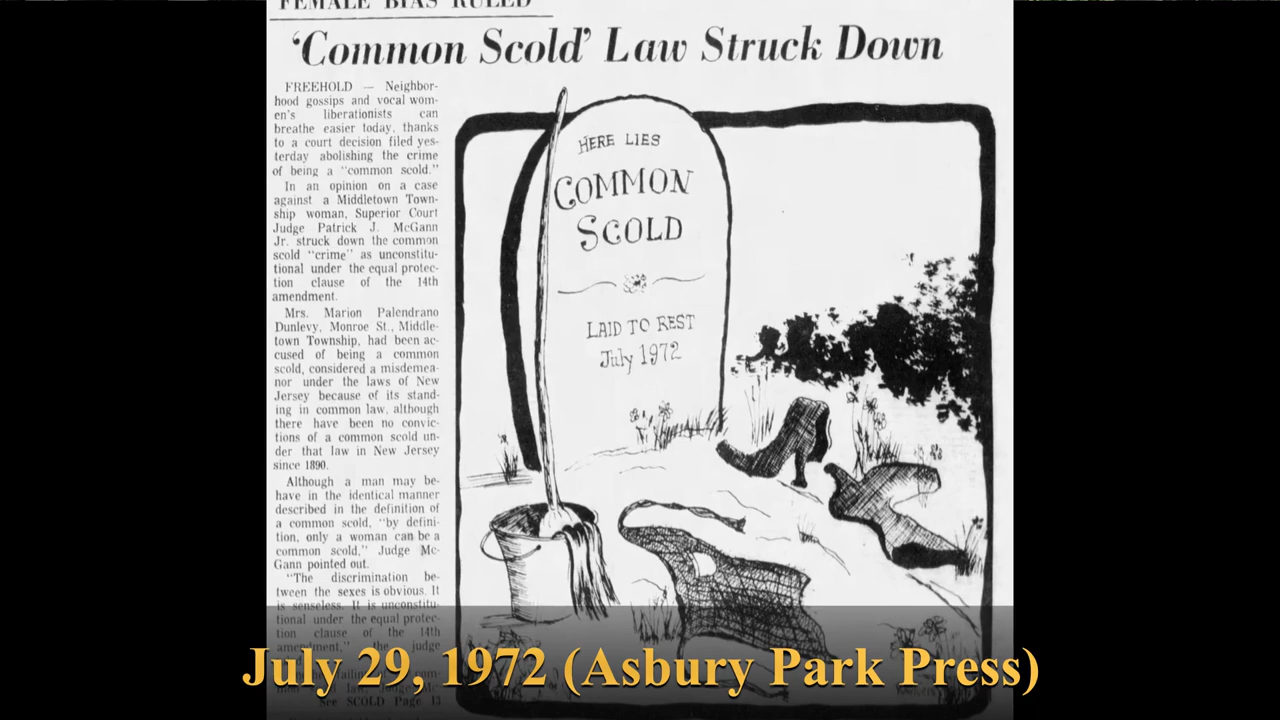 FEMALE BIAS RULED
‘Common Scold’ Law Struck Down
FREEHOLD — Neighbor-
hood gossips and vocal wom-
en's liberationists can
breathe easier today, thanks
to a court decision filed yes-
terday abolishing the crime
of being a "common scold."
In an opinion on a case
against a Middletown Town-
ship woman, Superior Court
Judge Patrick J. McGann
Jr. struck down the common
scold "crime" as unconstitu-
tional under the equal protec-
tion clause of the 14th
amendment.
Mrs. Marion Palendrano
Dunlevy, Monroe St., Middle-
town Township, had been ac-
cused of being a common
scold, considered a misdemea-
nor under the laws of New
Jersey because of its stand-
ing in common law, although
there have been no convic-
tions of a common scold un-
der that law in New Jersey
since 1890.
Although a man may be-
have in the identical manner
described in the definition of
a common scold, "by defini-
tion, only a woman can be a
common scold," Judge Mc-
Gann pointed out.
"The discrimination be-
tween the sexes is obvious. It
is senseless. It is unconstitu-
tional under the equal protec-
tion clause of the 14th
amendment," the judge
See SCOLD Page 13
HERE LIES
COMMON
SCOLD
LAID TO REST
July 1972
July 29, 1972 (Asbury Park Press)